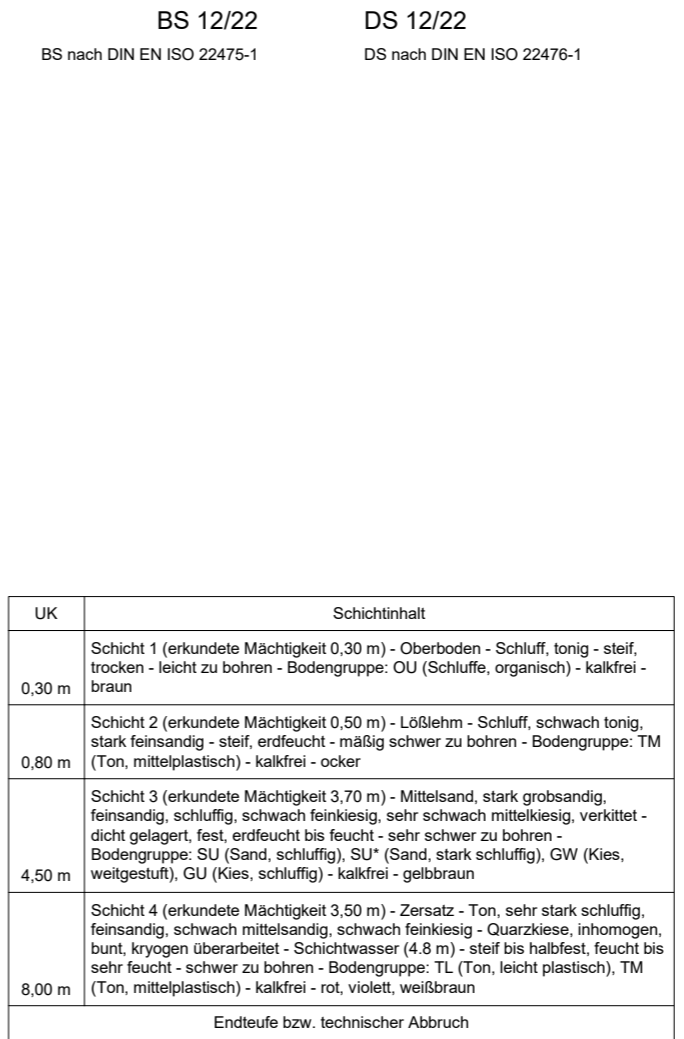 BS 12/22
DS 12/22
BS nach DIN EN ISO 22475-1
DS nach DIN EN ISO 22476-1
UK
Schichtinhalt
Schicht 1 (erkundete Mächtigkeit 0,30 m) - Oberboden - Schluff, tonig - steif,
trocken - leicht zu bohren - Bodengruppe: OU (Schluffe, organisch) - kalkfrei -
0,30 m braun
Schicht 2 (erkundete Mächtigkeit 0,50 m) - Lößlehm - Schluff, schwach tonig,
stark feinsandig - steif, erdfeucht - mäßig schwer zu bohren - Bodengruppe: TM
0,80 m (Ton, mittelplastisch) - kalkfrei - ocker
Schicht 3 (erkundete Mächtigkeit 3,70 m) - Mittelsand, stark grobsandig,
feinsandig, schluffig, schwach feinkiesig, sehr schwach mittelkiesig, verkittet -
dicht gelagert, fest, erdfeucht bis feucht - sehr schwer zu bohren -
Bodengruppe: SU (Sand, schluffig), SU* (Sand, stark schluffig), GW (Kies,
4,50 m weitgestuft), GU (Kies, schluffig) - kalkfrei - gelbbraun
Schicht 4 (erkundete Mächtigkeit 3,50 m) - Zersatz - Ton, sehr stark schluffig,
feinsandig, schwach mittelsandig, schwach feinkiesig - Quarzkiese, inhomogen,
bunt, kryogen überarbeitet - Schichtwasser (4.8 m) - steif bis halbfest, feucht bis
sehr feucht - schwer zu bohren - Bodengruppe: TL (Ton, leicht plastisch), TM
8,00 m (Ton, mittelplastisch) - kalkfrei - rot, violett, weißbraun
Endteufe bzw. technischer Abbruch